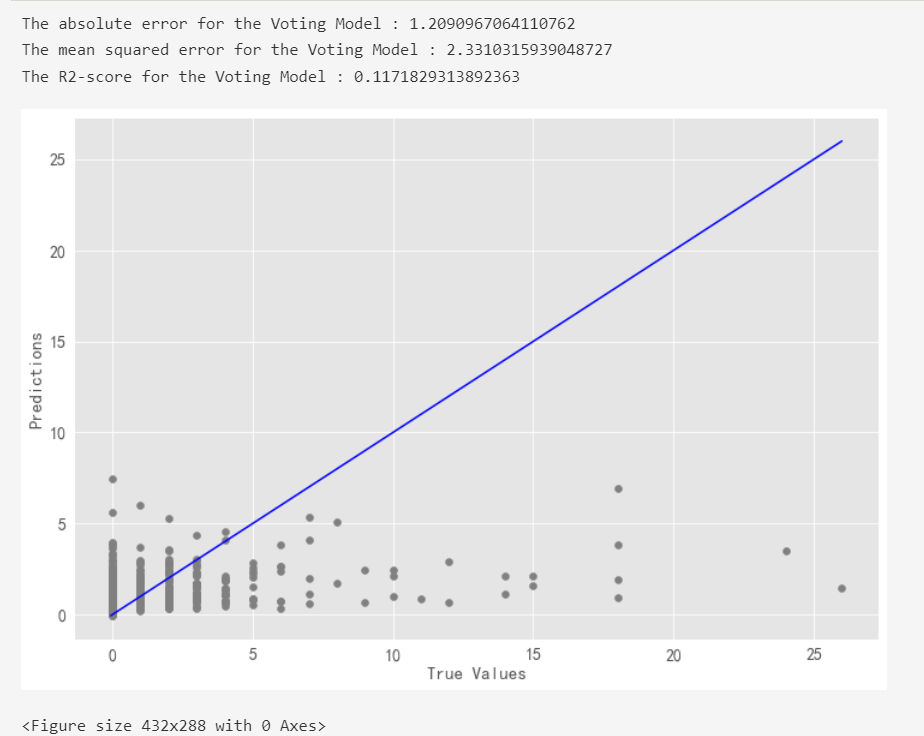 The absolute error for the Voting Model : 1.2090967064110762
The mean squared error for the Voting Model : 2.3310315939048727
The R2-score for the Voting Model : 0.1171829313892363
25
20
15
10
5
0
Predictions
0 5 10 15 20 25
True Values
<Figure size 432x288 with 0 Axes>